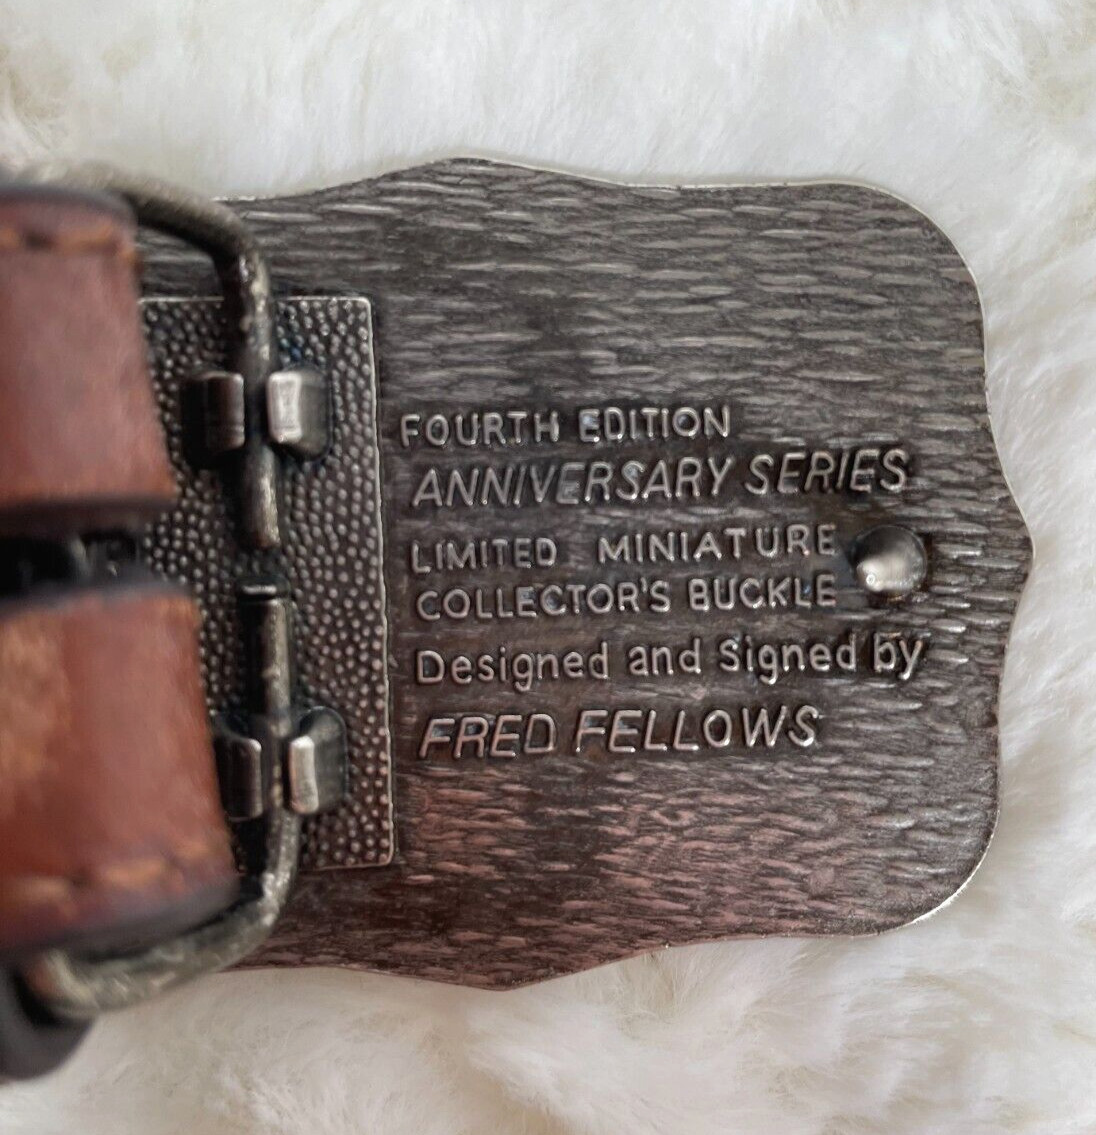 FOURTH EDITION
ANNIVERSARY SERIES
LIMITED MINIATURE
COLLECTOR'S BUCKLE
Designed and Signed by
FRED FELLOWS